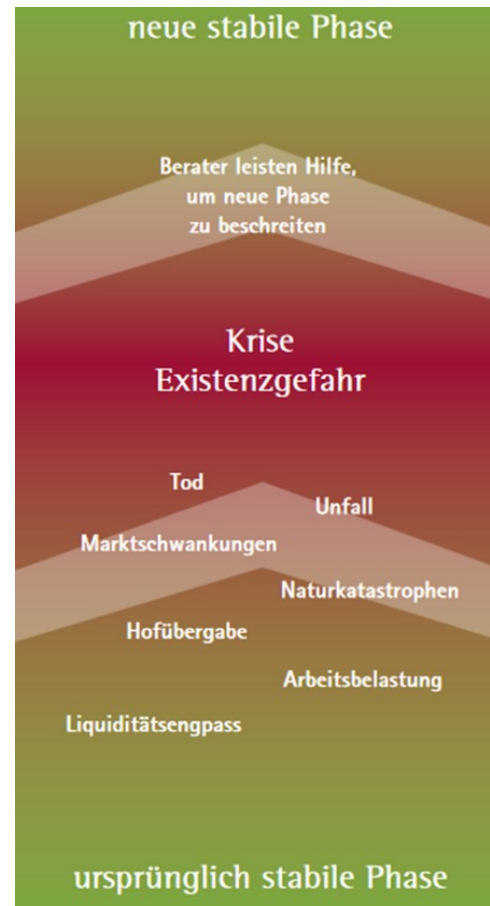 neue stabile Phase
Berater leisten Hilfe,
um neue Phase
zu beschreiten
Krise
Existenzgefahr
Tod
Unfall
Marktschwankungen
Naturkatastrophen
Hofübergabe
Arbeitsbelastung
Liquiditätsengpass
ursprünglich stabile Phase